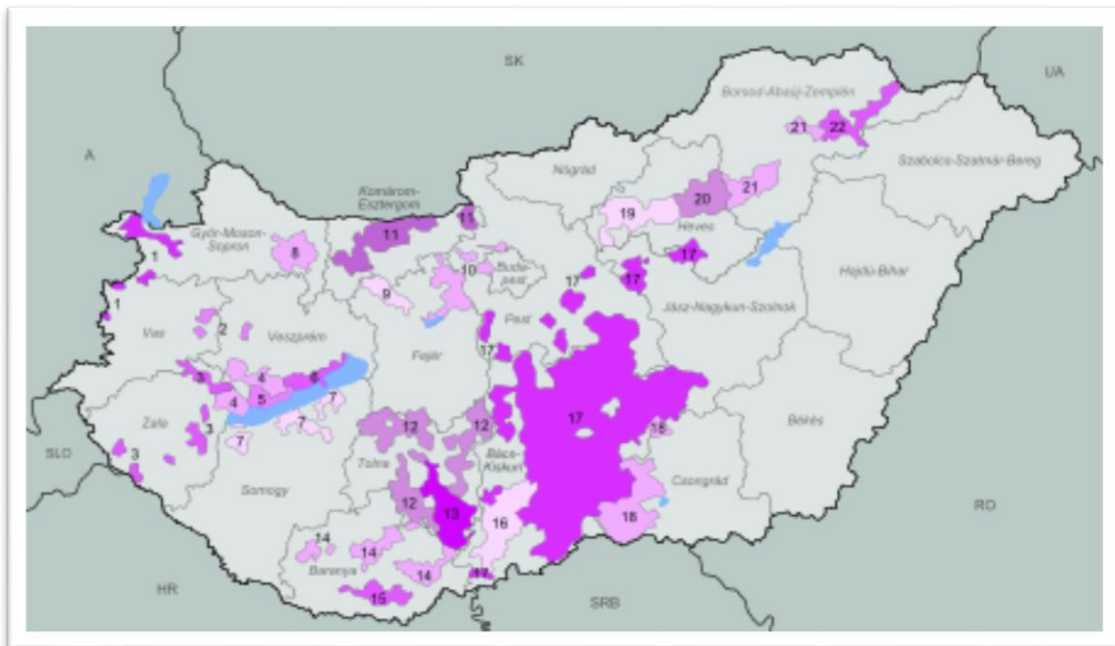 SK
UA
Borsod-Abaúj-Zemplén
21
22
A
Nógrád
Szabolcs-Szatmár-Bereg
Komárom-
Esztergom
21
20
19
11
Heves
Győr-Moson-
Sopron
11
8
1
10
Buda-
pest
17
17
17
Hajdú-Bihar
9
1
Jász-Nagykun-Szolnok
Vas
2
Veszprém
Pest
Fejér
17
3
4
6
4
5
7
17
Zala
3
7
12
12
18
Békés
7
3
SLO
Tolna
Bács-
Kiskun
Csongrád
Somogy
12
13
16
18
RO
14
14
Baranya
14
17
HR
15
SRB